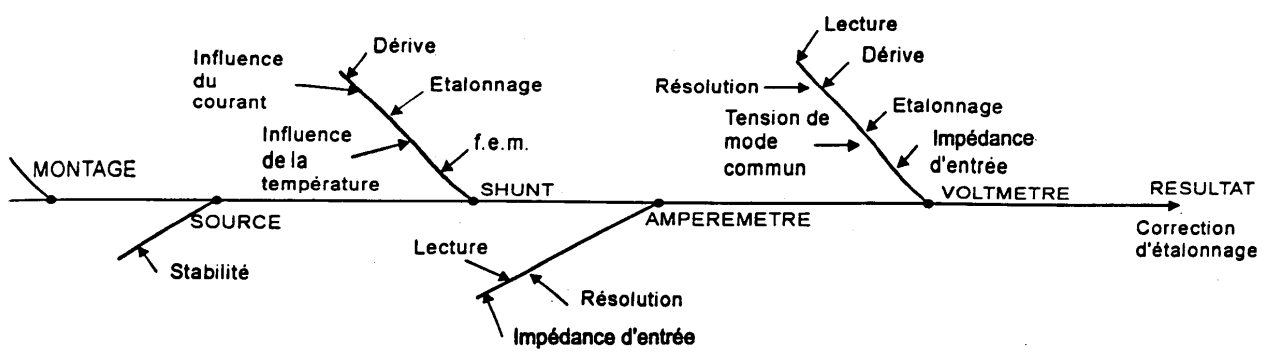 Lecture
Dérive
Influence
du
courant
Dérive
Résolution
Etalonnage
Etalonnage
Tension de
mode
commun
Influence
de la
température
f.e.m.
Impédance
d'entrée
MONTAGE
SHUNT
VOLTMETRE
RESULTAT
SOURCE
AMPEREMETRE
Correction
d'étalonnage
Stabilité
Lecture
Résolution
Impédance d'entrée